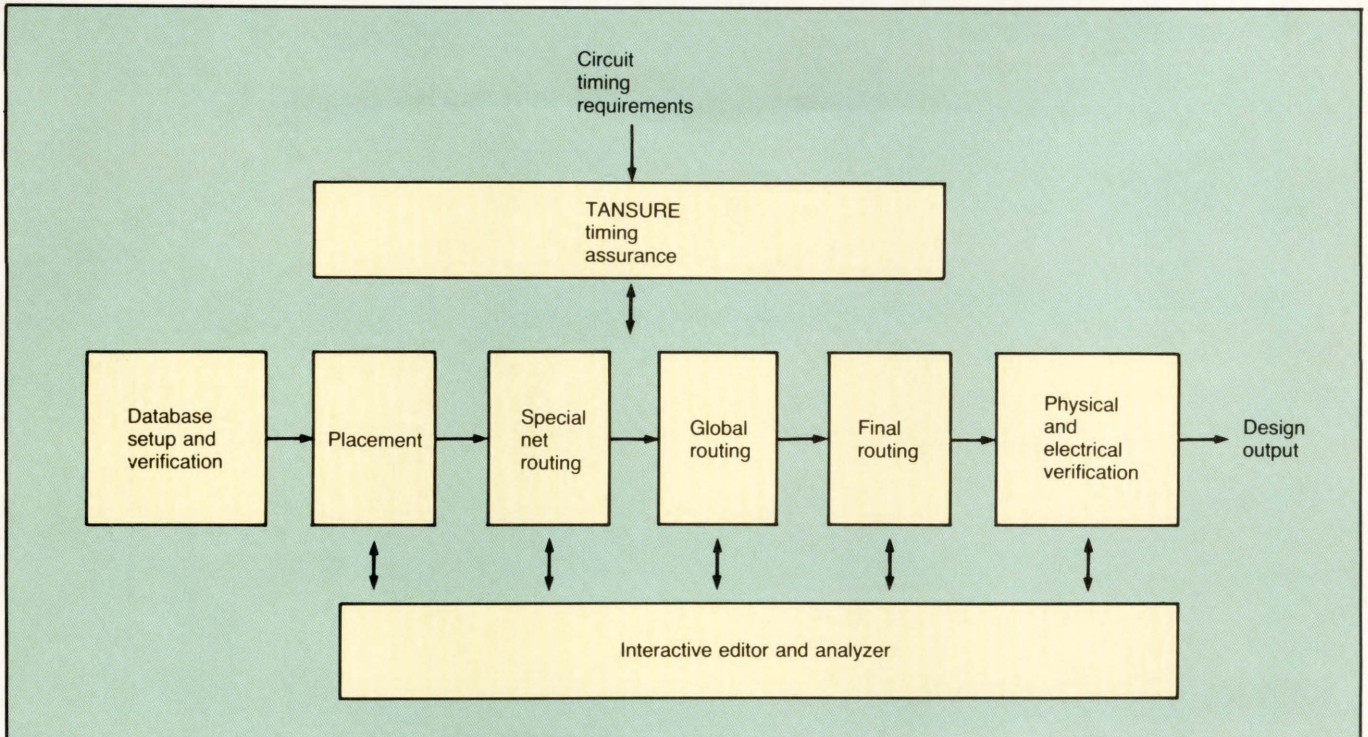 Circuit
timing
requirements
TANSURE
timing
assurance
Database
setup and
verification
Placement
Special
net
routing
Global
routing
Final
routing
Physical
and
electrical
verification
Design
output
Interactive editor and analyzer